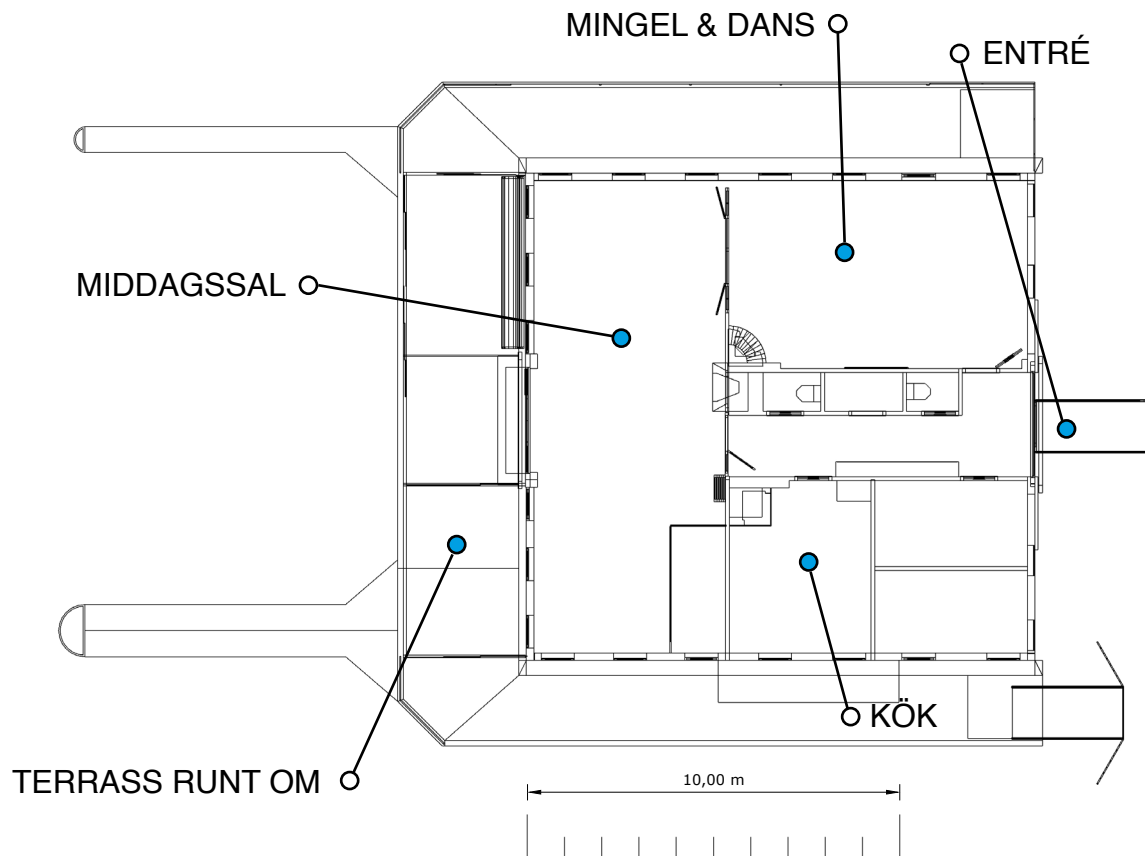 MINGEL & DANS
ENTRÉ
MIDDAGSSAL
KÖK
TERRASS RUNT OM
10,00 m